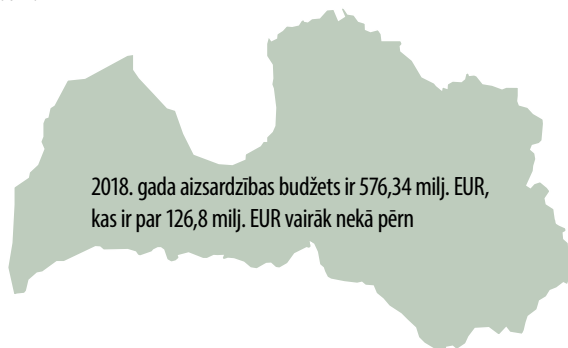 2018. gada aizsardzības budžets ir 576,34 milj. EUR,
kas ir par 126,8 milj. EUR vairāk nekā pērn